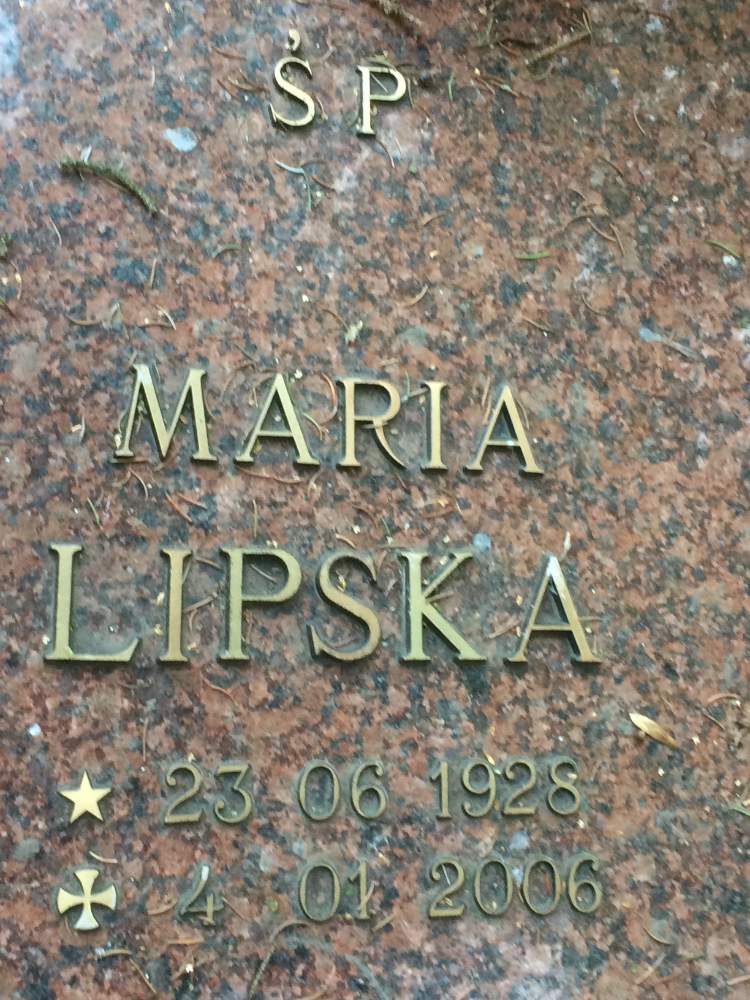 Ś P
MARIA
LIPSKA
23 06 1928
4 01 2006